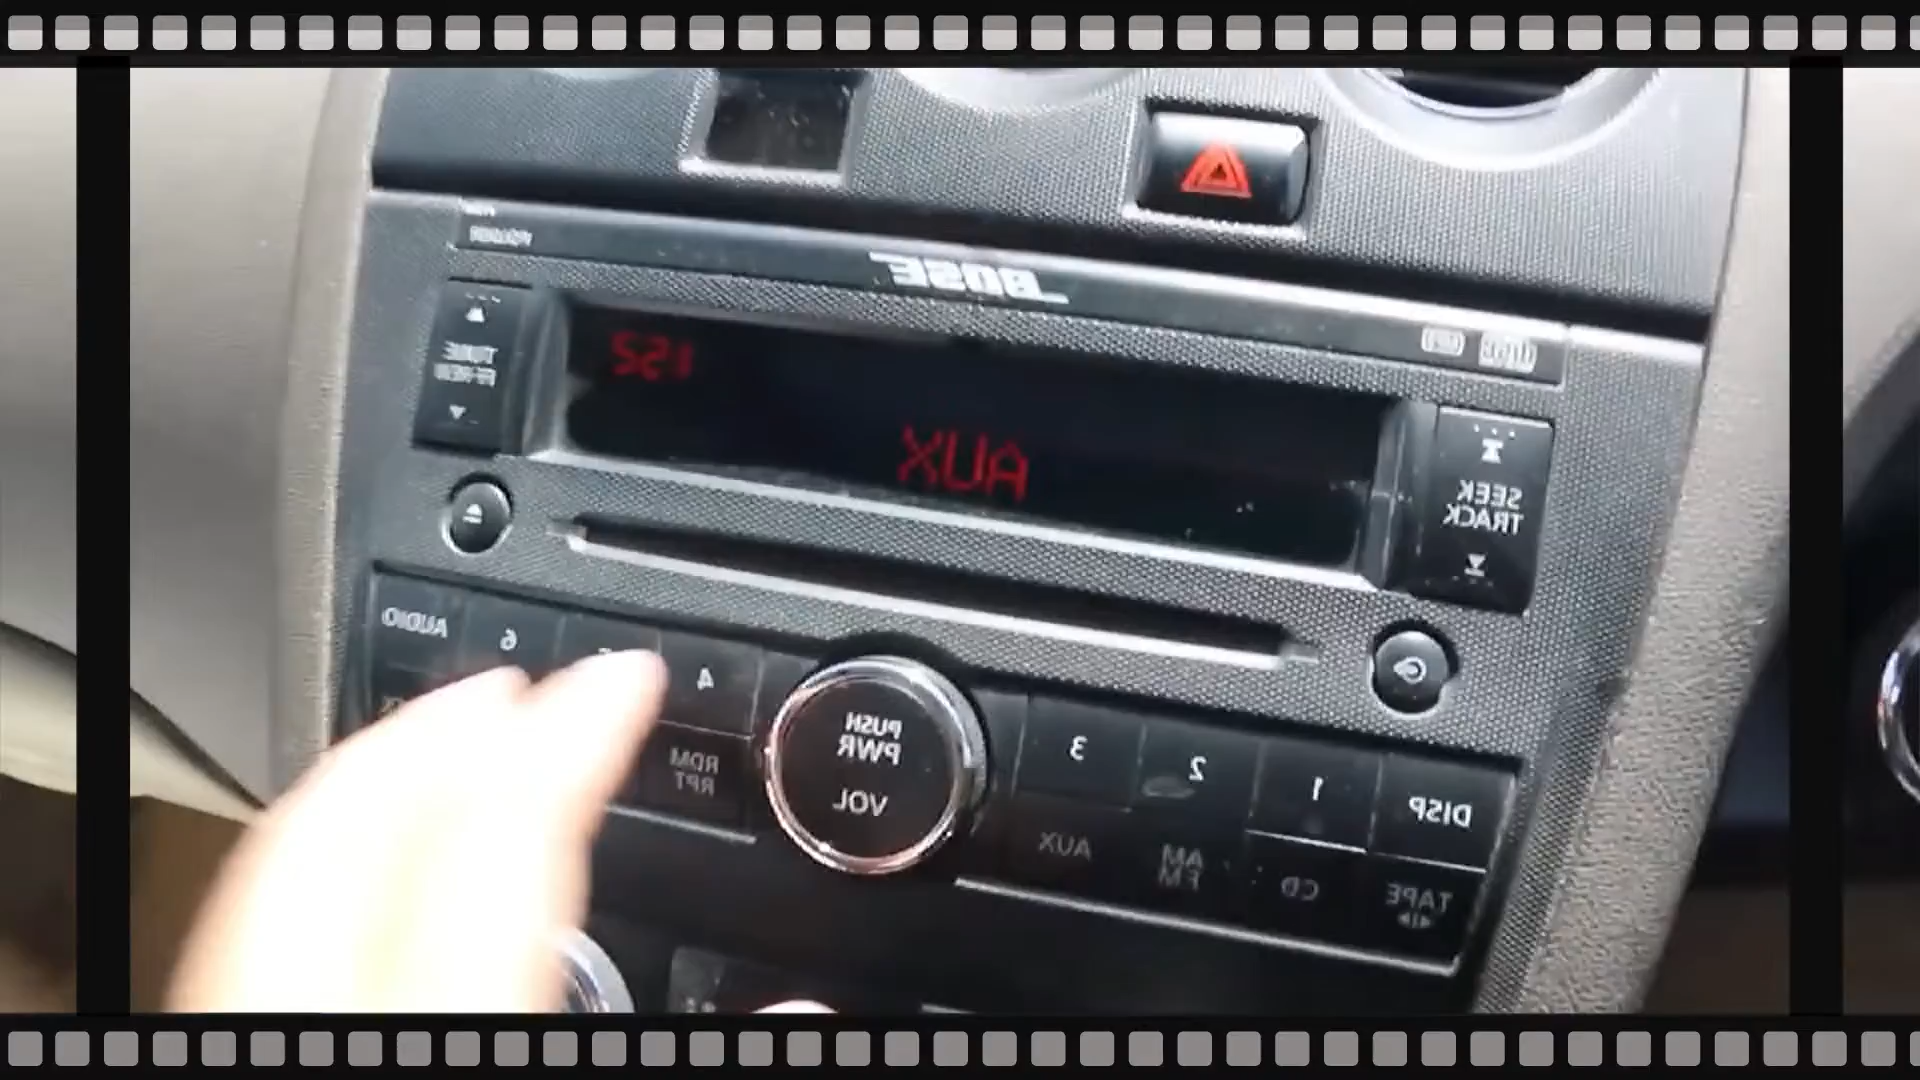 BOSE
1:52
TUNE
FF·REW
AUX
SEEK
TRACK
AUDIO
6
4
3
2
1
DISP
PUSH
PWR
VOL
RDM
RPT
AUX
AM
FM
CD
TAPE